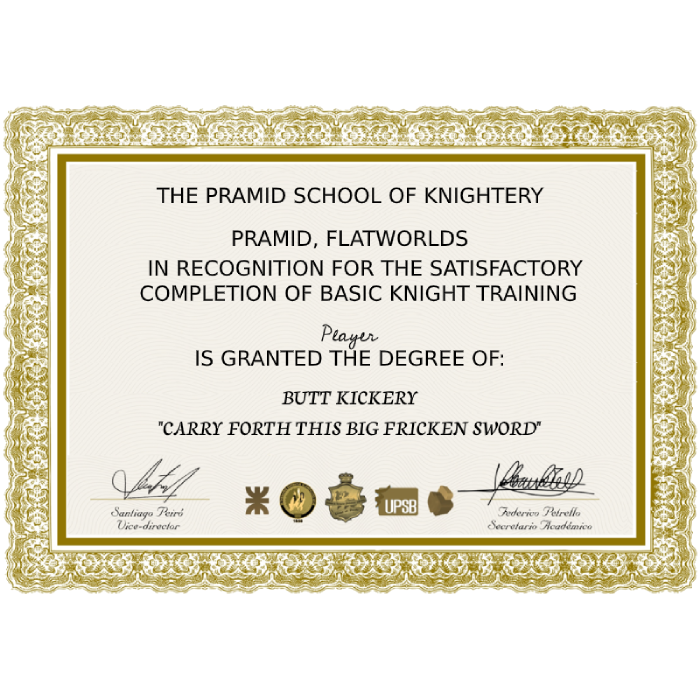 THE PRAMID SCHOOL OF KNIGHTERY
PRAMID, FLATWORLDS
IN RECOGNITION FOR THE SATISFACTORY
COMPLETION OF BASIC KNIGHT TRAINING
Player
IS GRANTED THE DEGREE OF:
BUTT KICKERY
"CARRY FORTH THIS BIG FRICKEN SWORD"
UPSB
Santiago Peiró
Vice-director
Federico Petrello
Secretario Académico